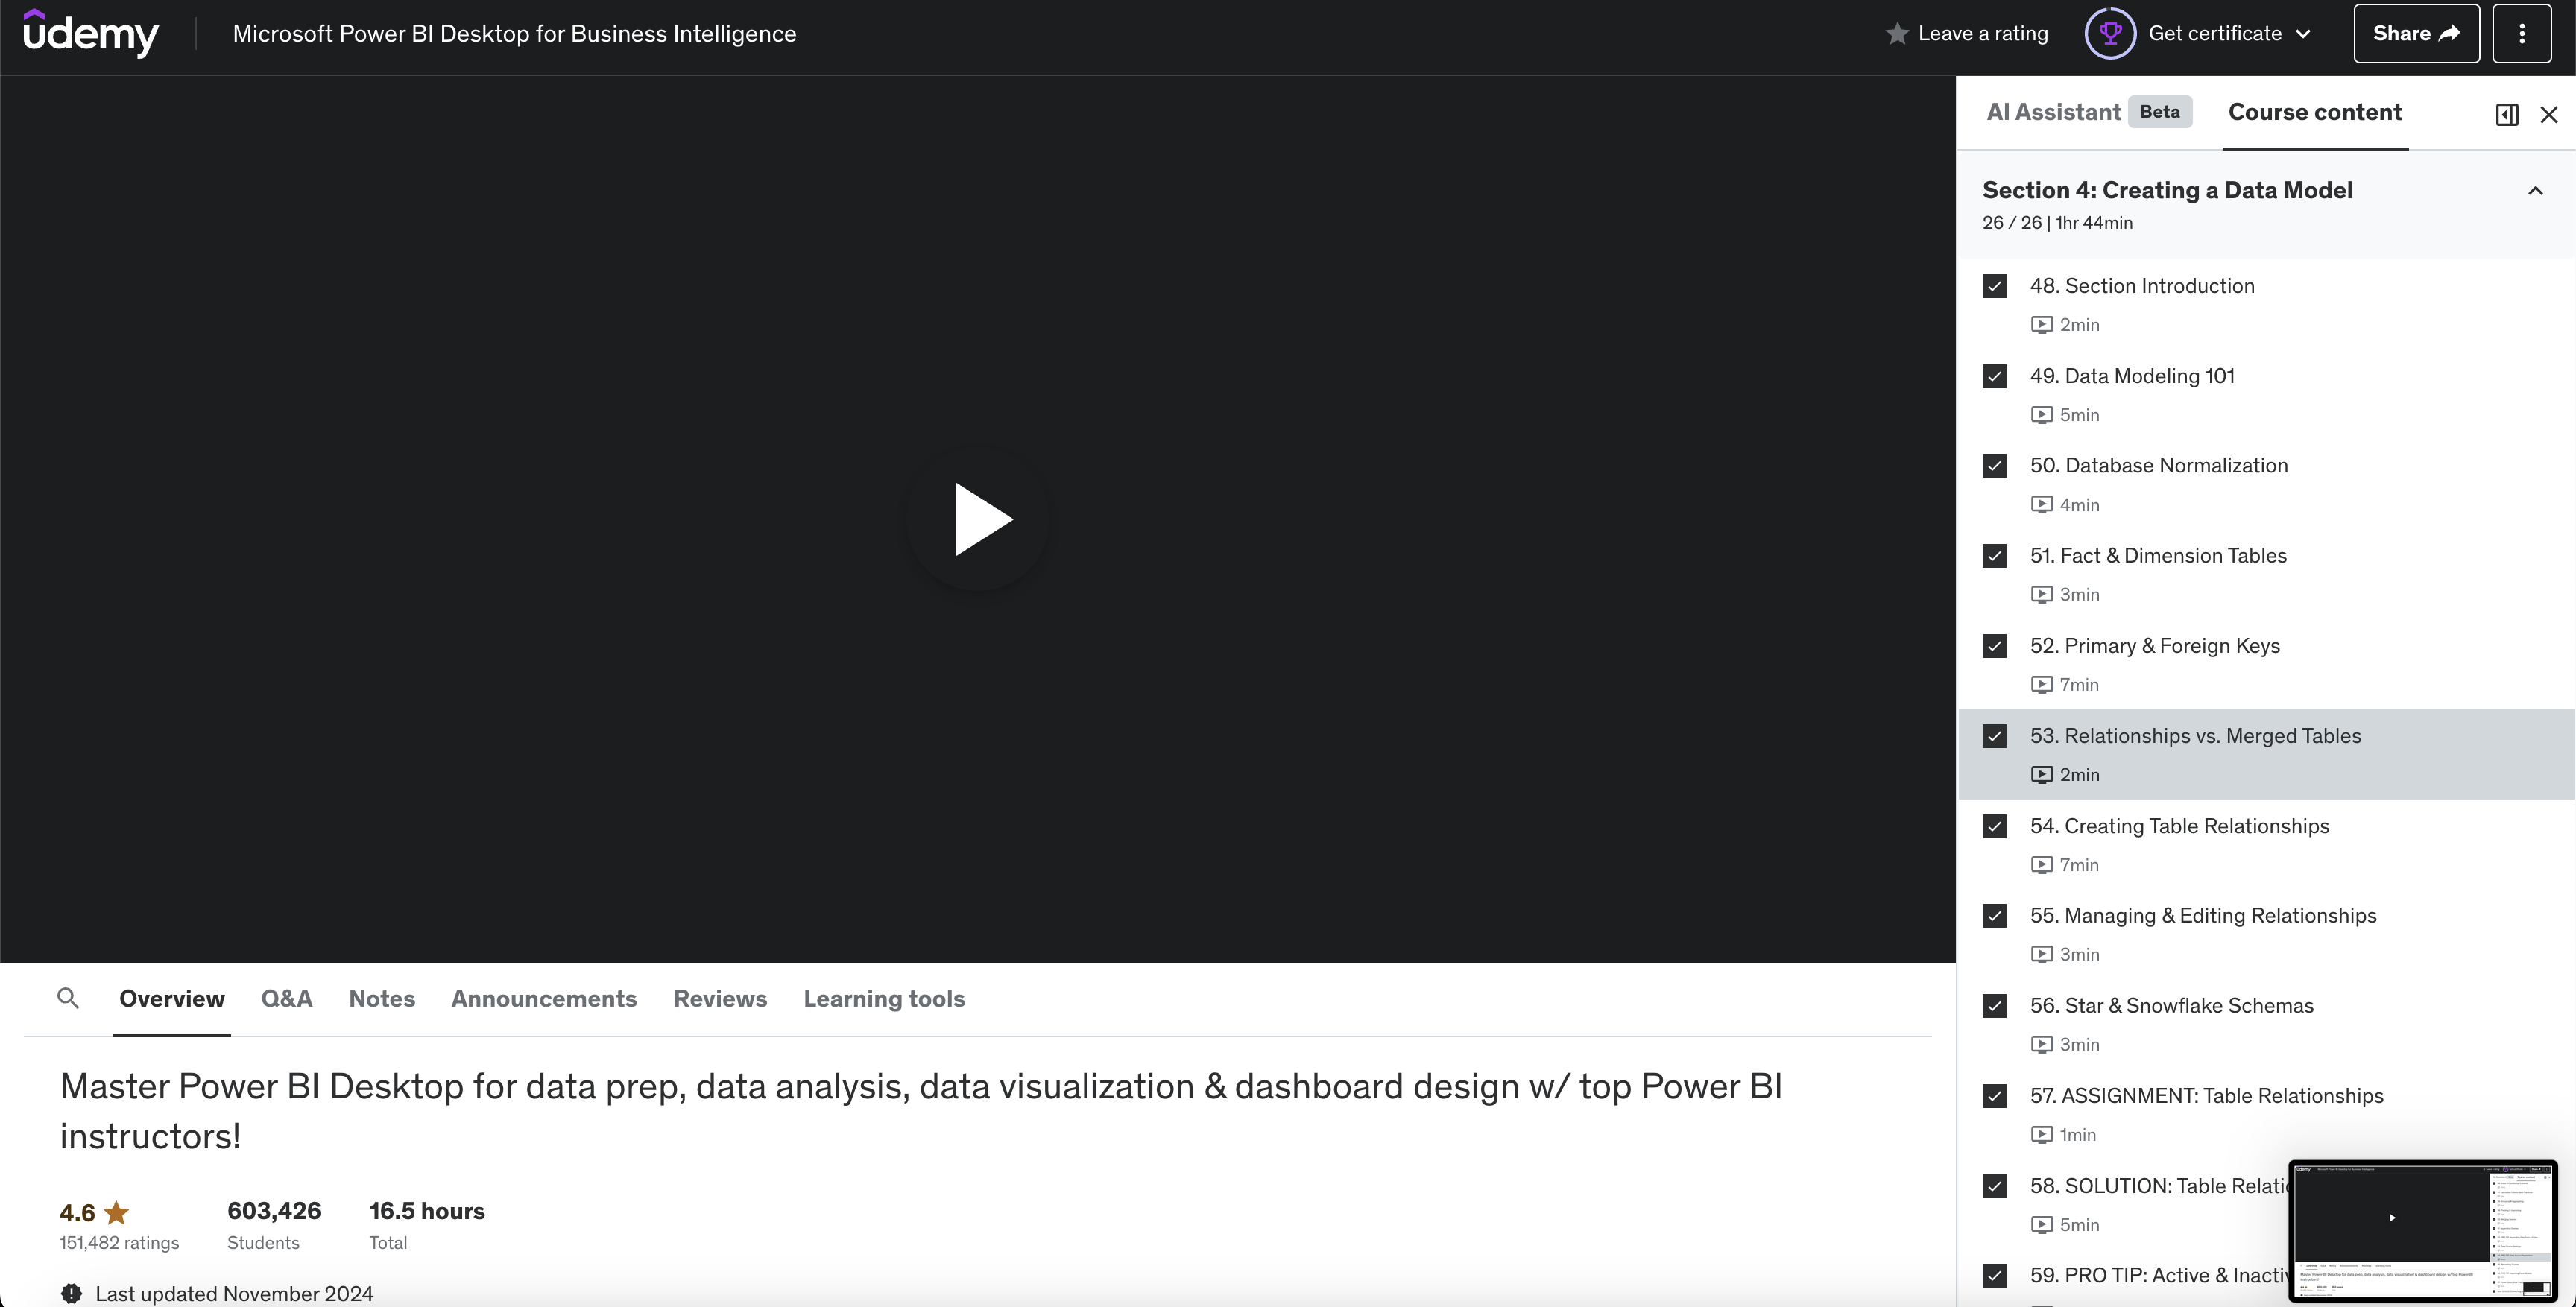 udemy
Microsoft Power BI Desktop for Business Intelligence
Leave a rating
Get certificate
Share
AI Assistant Beta
Course content
Section 4: Creating a Data Model
26 / 26 | 1hr 44min
48. Section Introduction
2min
49. Data Modeling 101
5min
50. Database Normalization
4min
51. Fact & Dimension Tables
3min
52. Primary & Foreign Keys
7min
53. Relationships vs. Merged Tables
2min
54. Creating Table Relationships
7min
55. Managing & Editing Relationships
3min
56. Star & Snowflake Schemas
3min
57. ASSIGNMENT: Table Relationships
1min
58. SOLUTION: Table
5min
59. PRO TIP: Active &
Overview Q&A Notes Announcements Reviews Learning tools
Master Power BI Desktop for data prep, data analysis, data visualization & dashboard design w/ top Power BI
instructors!
4.6
151,482 ratings
603,426
Students
16.5 hours
Total
Last updated November 2024